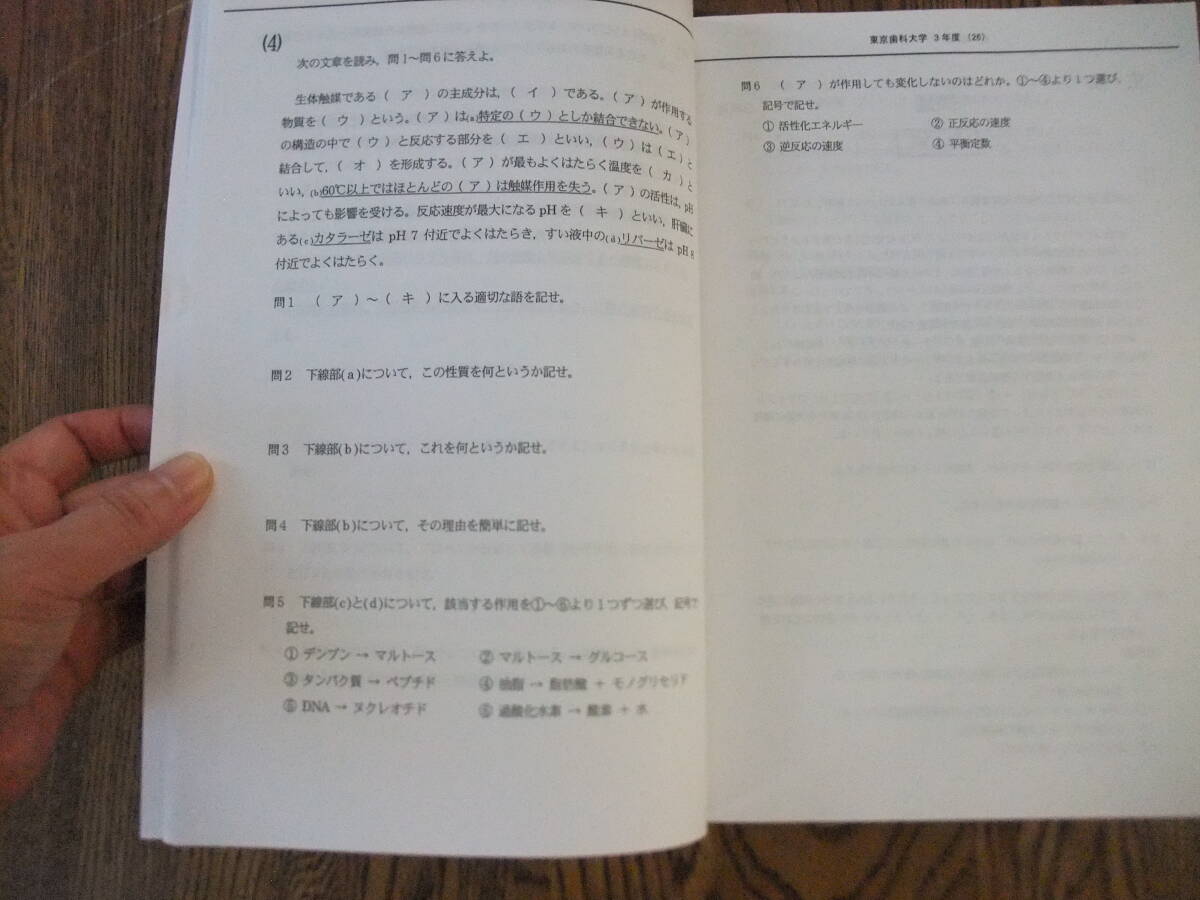 (4)
次の文章を読み，問1～問6に答えよ。
生体触媒である（ ア ）の主成分は，（ イ ）である。（ ア ）が作用する
物質を（ ウ ）という。（ ア ）は(a)特定の（ ウ ）としか結合できない。（ ア ）
の構造の中で（ ウ ）と反応する部分を（ エ ）といい，（ ウ ）は（ エ ）と
結合して，（ オ ）を形成する。（ ア ）が最もよくはたらく温度を（ カ ）と
いい，(b)60℃以上ではほとんどの（ ア ）は触媒作用を失う。（ ア ）の活性は，pH
によっても影響を受ける。反応速度が最大になるpHを（ キ ）といい，肝臓に
ある(c)カタラーゼはpH 7 付近でよくはたらき，すい液中の(d)リパーゼはpH 8
付近でよくはたらく。
問1 （ ア ）～（ キ ）に入る適切な語を記せ。
問2 下線部(a)について，この性質を何というか記せ。
問3 下線部(b)について，これを何というか記せ。
問4 下線部(b)について，その理由を簡単に記せ。
問5 下線部(c)と(d)について，該当する作用を①～⑥より1つずつ選び，記号で
記せ。
① デンプン → マルトース ② マルトース → グルコース
③ タンパク質 → ペプチド ④ 油脂 → 脂肪酸 + モノグリセリド
⑤ DNA → ヌクレオチド ⑥ 過酸化水素 → 酸素 + 水
東京歯科大学 3年度 (26)
問6 （ ア ）が作用しても変化しないのはどれか。①～④より1つ選び，
記号で記せ。
① 活性化エネルギー ② 正反応の速度
③ 逆反応の速度 ④ 平衡定数